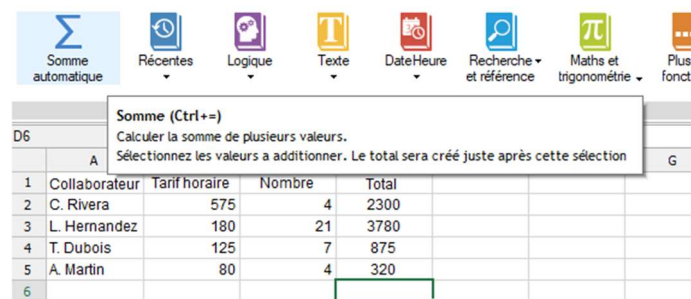 Somme automatique
Récentes
Logique
Texte
DateHeure
Recherche et référence
Maths et trigonométrie
Plus
fonct
Somme (Ctrl+=)
Calculer la somme de plusieurs valeurs.
Sélectionnez les valeurs a additionner. Le total sera créé juste après cette sélection
D6
A G
1 Collaborateur Tarif horaire Nombre Total
2 C. Rivera 575 4 2300
3 L. Hernandez 180 21 3780
4 T. Dubois 125 7 875
5 A. Martin 80 4 320
6